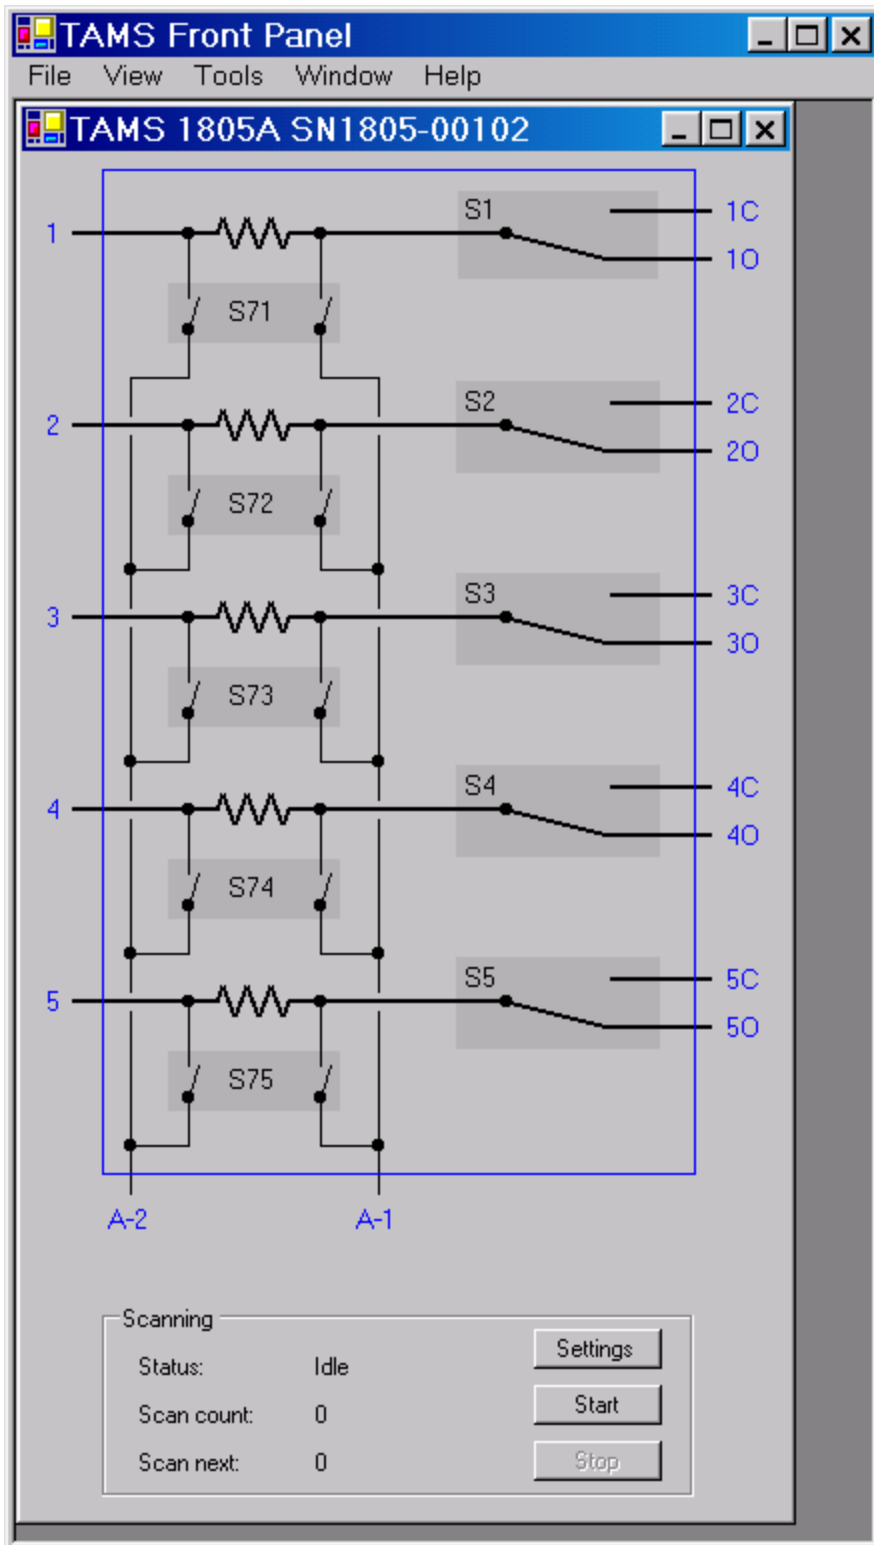 TAMS Front Panel
File View Tools Window Help
TAMS 1805A SN1805-00102
S1
1C
1
1O
S71
S2
2C
2
2O
S72
S3
3C
3
3O
S73
S4
4C
4
4O
S74
S5
5C
5
5O
S75
A-2 A-1
Scanning
Settings
Status: Idle
Start
Scan count: 0
Scan next: 0
Stop